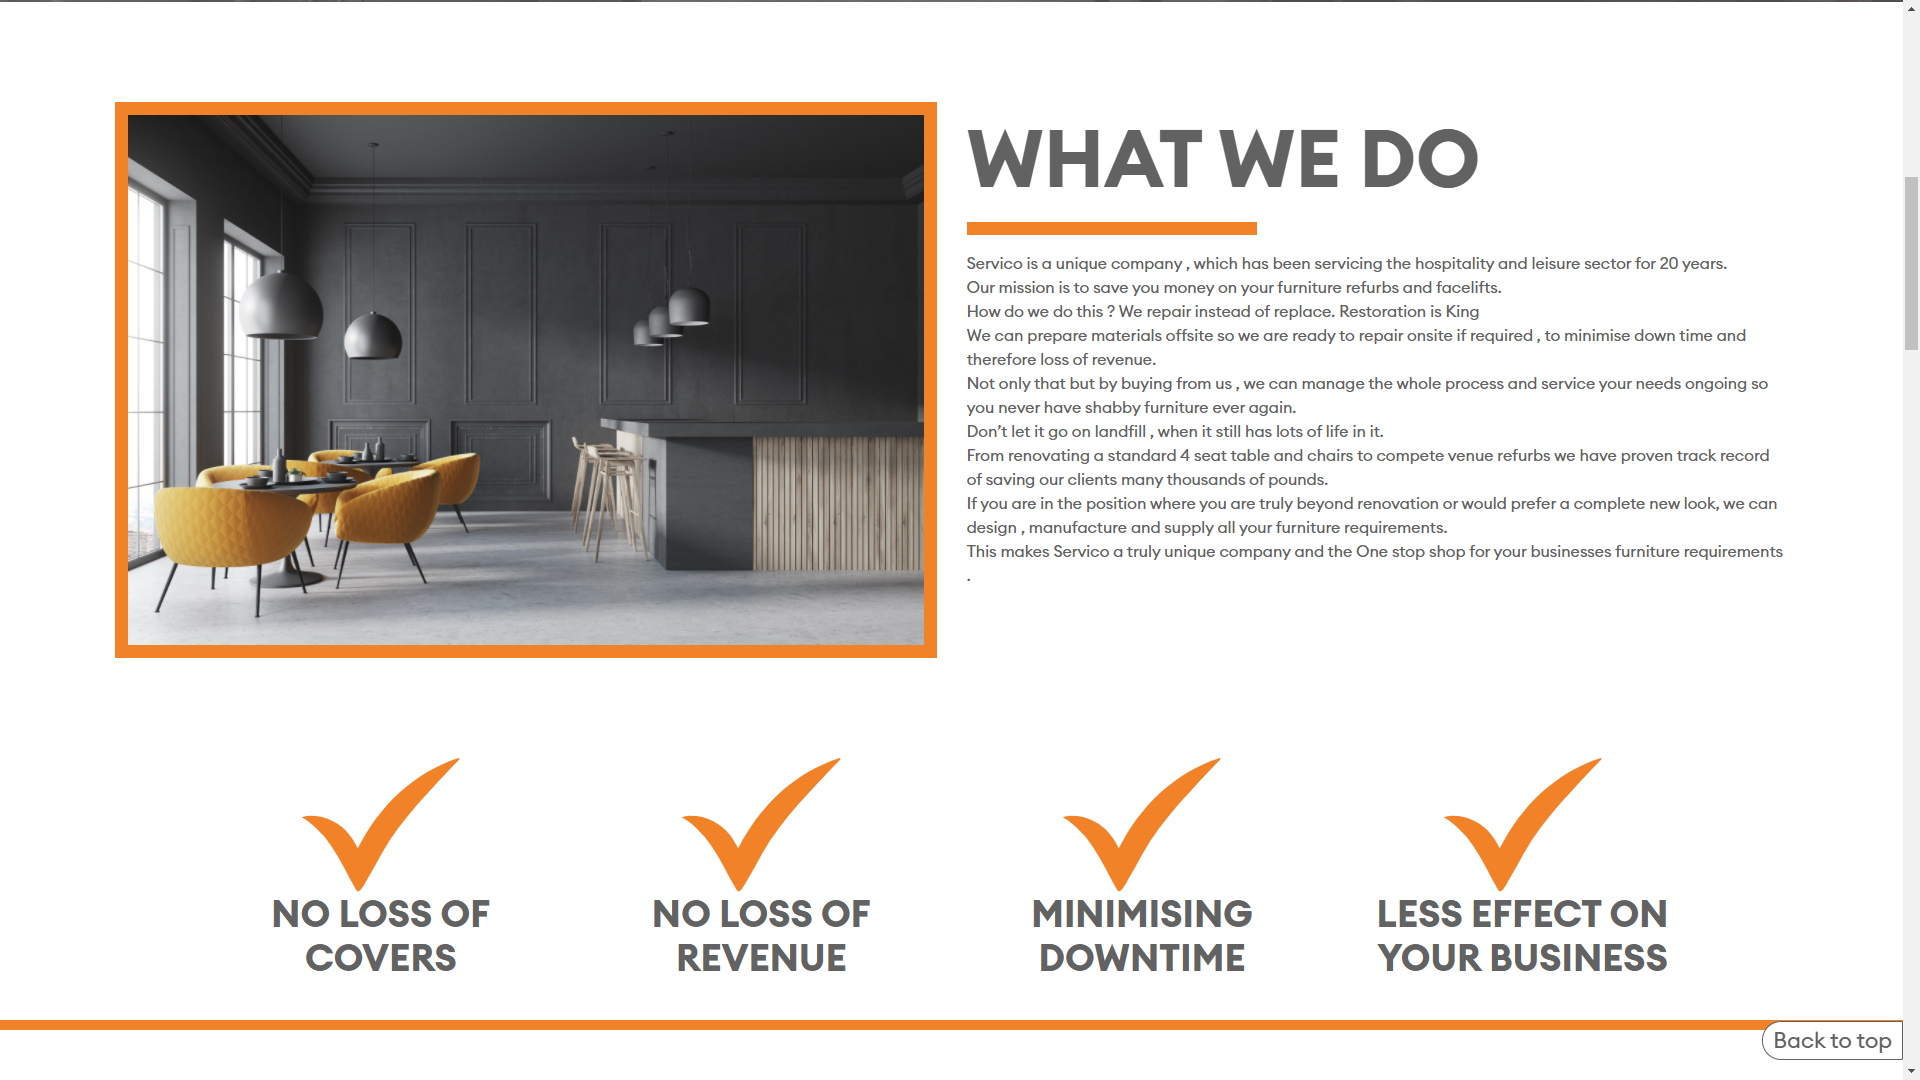 WHAT WE DO
Servico is a unique company , which has been servicing the hospitality and leisure sector for 20 years.
Our mission is to save you money on your furniture refurbs and facelifts.
How do we do this ? We repair instead of replace. Restoration is King
We can prepare materials offsite so we are ready to repair onsite if required , to minimise down time and
therefore loss of revenue.
Not only that but by buying from us , we can manage the whole process and service your needs ongoing so
you never have shabby furniture ever again.
Don’t let it go on landfill , when it still has lots of life in it.
From renovating a standard 4 seat table and chairs to compete venue refurbs we have proven track record
of saving our clients many thousands of pounds.
If you are in the position where you are truly beyond renovation or would prefer a complete new look, we can
design , manufacture and supply all your furniture requirements.
This makes Servico a truly unique company and the One stop shop for your businesses furniture requirements
.
NO LOSS OF
COVERS
NO LOSS OF
REVENUE
MINIMISING
DOWNTIME
LESS EFFECT ON
YOUR BUSINESS
Back to top